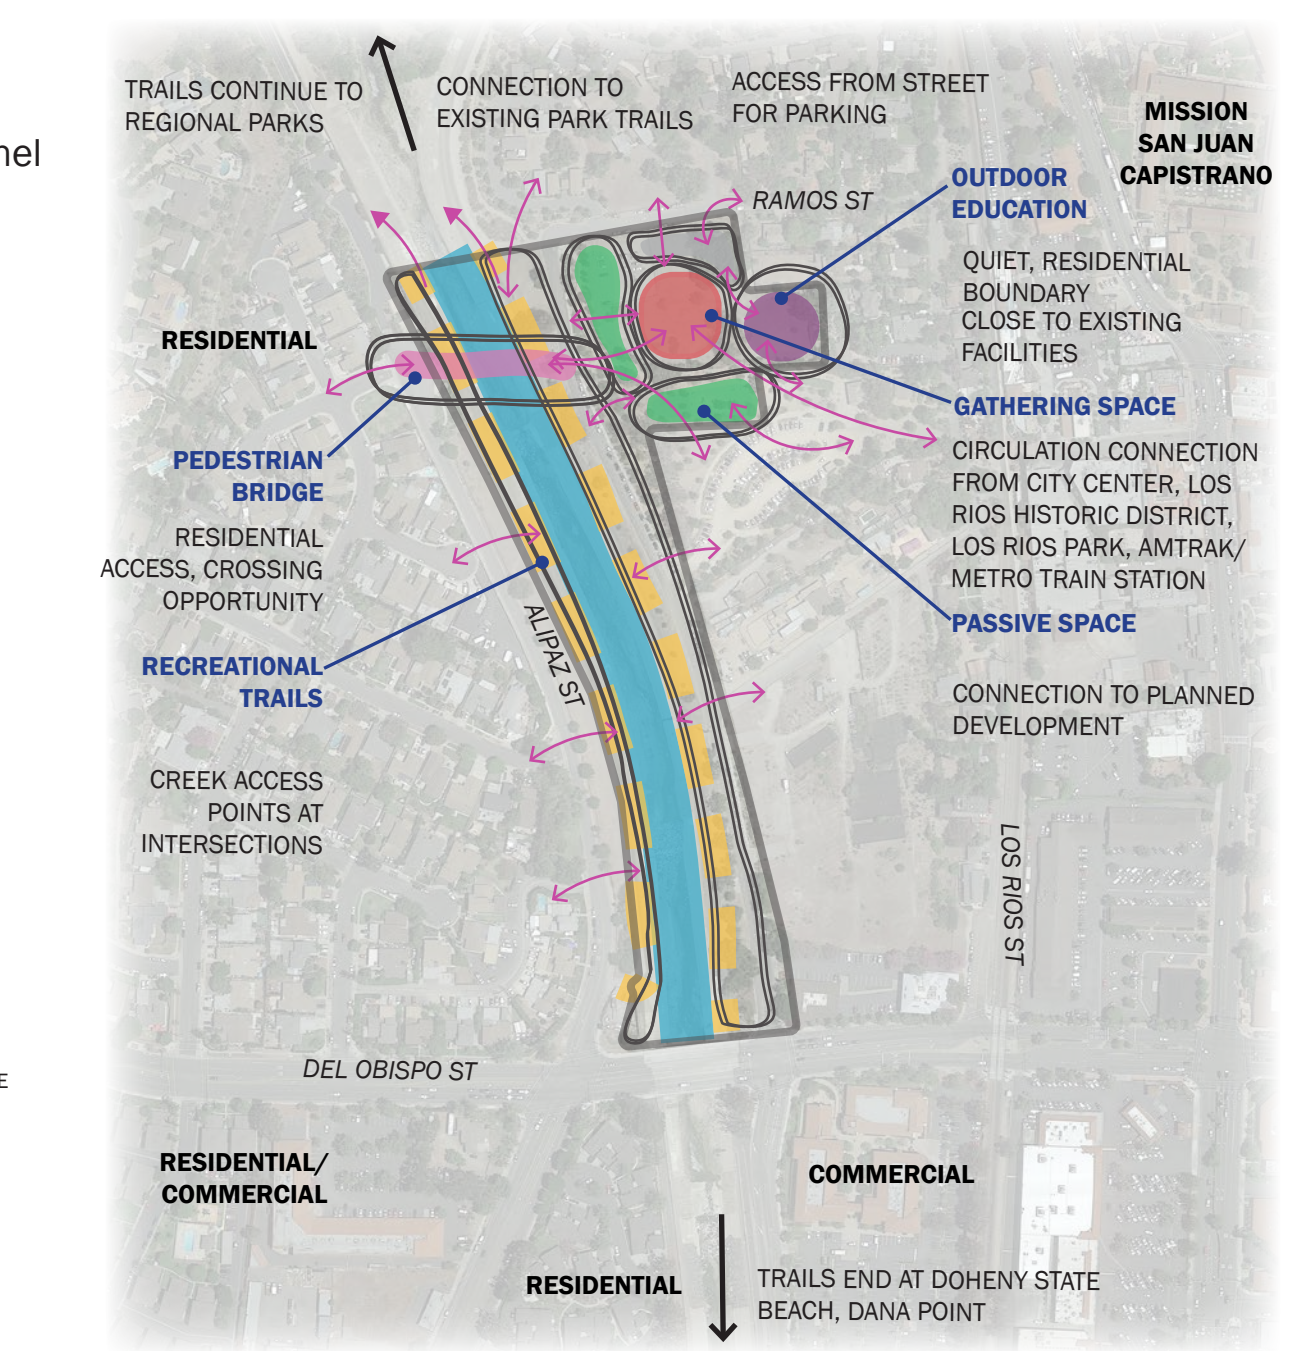 TRAILS CONTINUE TO
REGIONAL PARKS
CONNECTION TO
EXISTING PARK TRAILS
ACCESS FROM STREET
FOR PARKING
MISSION
SAN JUAN
CAPISTRANO
nel
OUTDOOR
EDUCATION
RAMOS ST
QUIET, RESIDENTIAL
BOUNDARY
CLOSE TO EXISTING
FACILITIES
RESIDENTIAL
GATHERING SPACE
CIRCULATION CONNECTION
FROM CITY CENTER, LOS
RIOS HISTORIC DISTRICT,
LOS RIOS PARK, AMTRAK/
METRO TRAIN STATION
PEDESTRIAN
BRIDGE
RESIDENTIAL
ACCESS, CROSSING
OPPORTUNITY
PASSIVE SPACE
CONNECTION TO PLANNED
DEVELOPMENT
RECREATIONAL
TRAILS
ALIPAZ ST
CREEK ACCESS
POINTS AT
INTERSECTIONS
LOS RIOS ST
DEL OBISPO ST
E
RESIDENTIAL/
COMMERCIAL
COMMERCIAL
RESIDENTIAL
TRAILS END AT DOHENY STATE
BEACH, DANA POINT